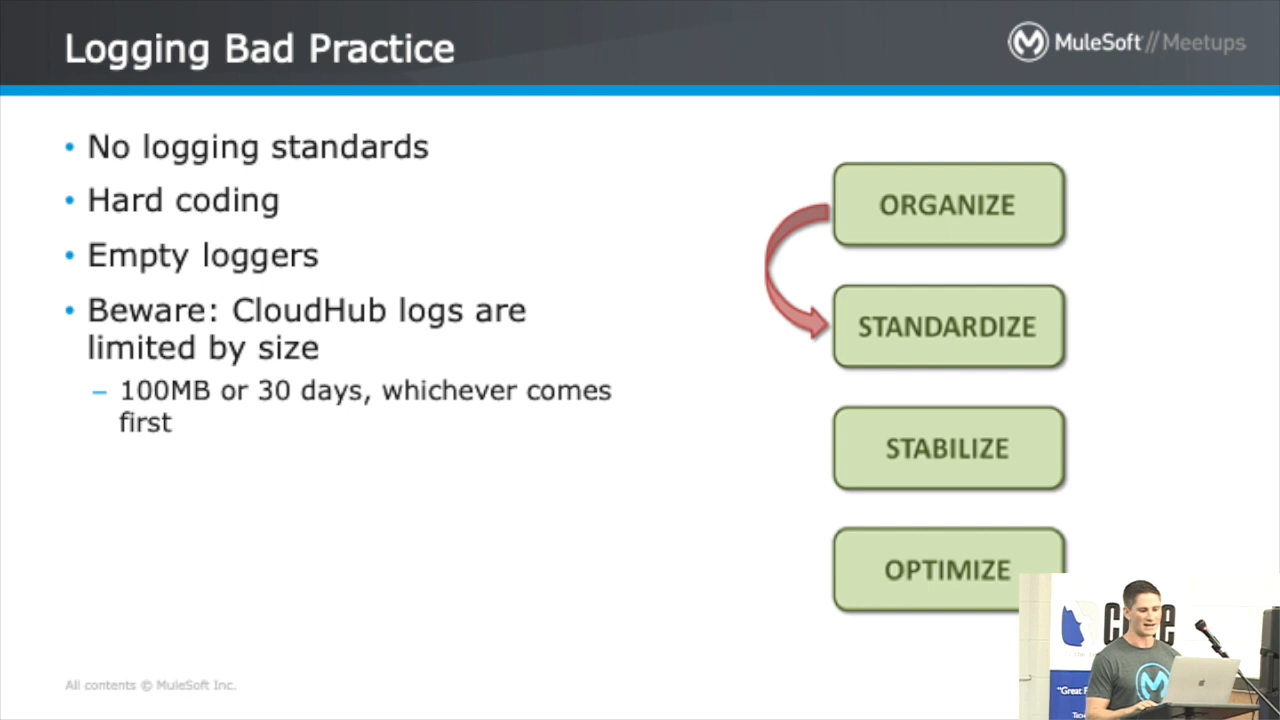 Logging Bad Practice
MuleSoft // Meetups
• No logging standards
• Hard coding
• Empty loggers
• Beware: CloudHub logs are
limited by size
– 100MB or 30 days, whichever comes
first
ORGANIZE
STANDARDIZE
STABILIZE
OPTIMIZE
"Great
All contents © MuleSoft Inc.